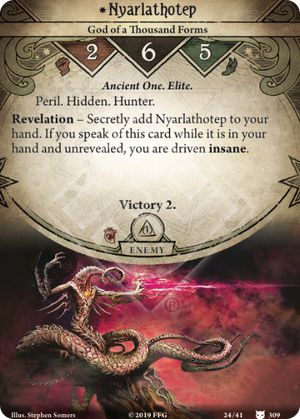 *Nyarlathotep
God of a Thousand Forms
2 6 5
Ancient One. Elite.
Peril. Hidden. Hunter.
Revelation – Secretly add Nyarlathotep to your
hand. If you speak of this card while it is in your
hand and unrevealed, you are driven insane.
Victory 2.
ENEMY
Illus. Stephen Somers © 2019 FFG 24/41 309